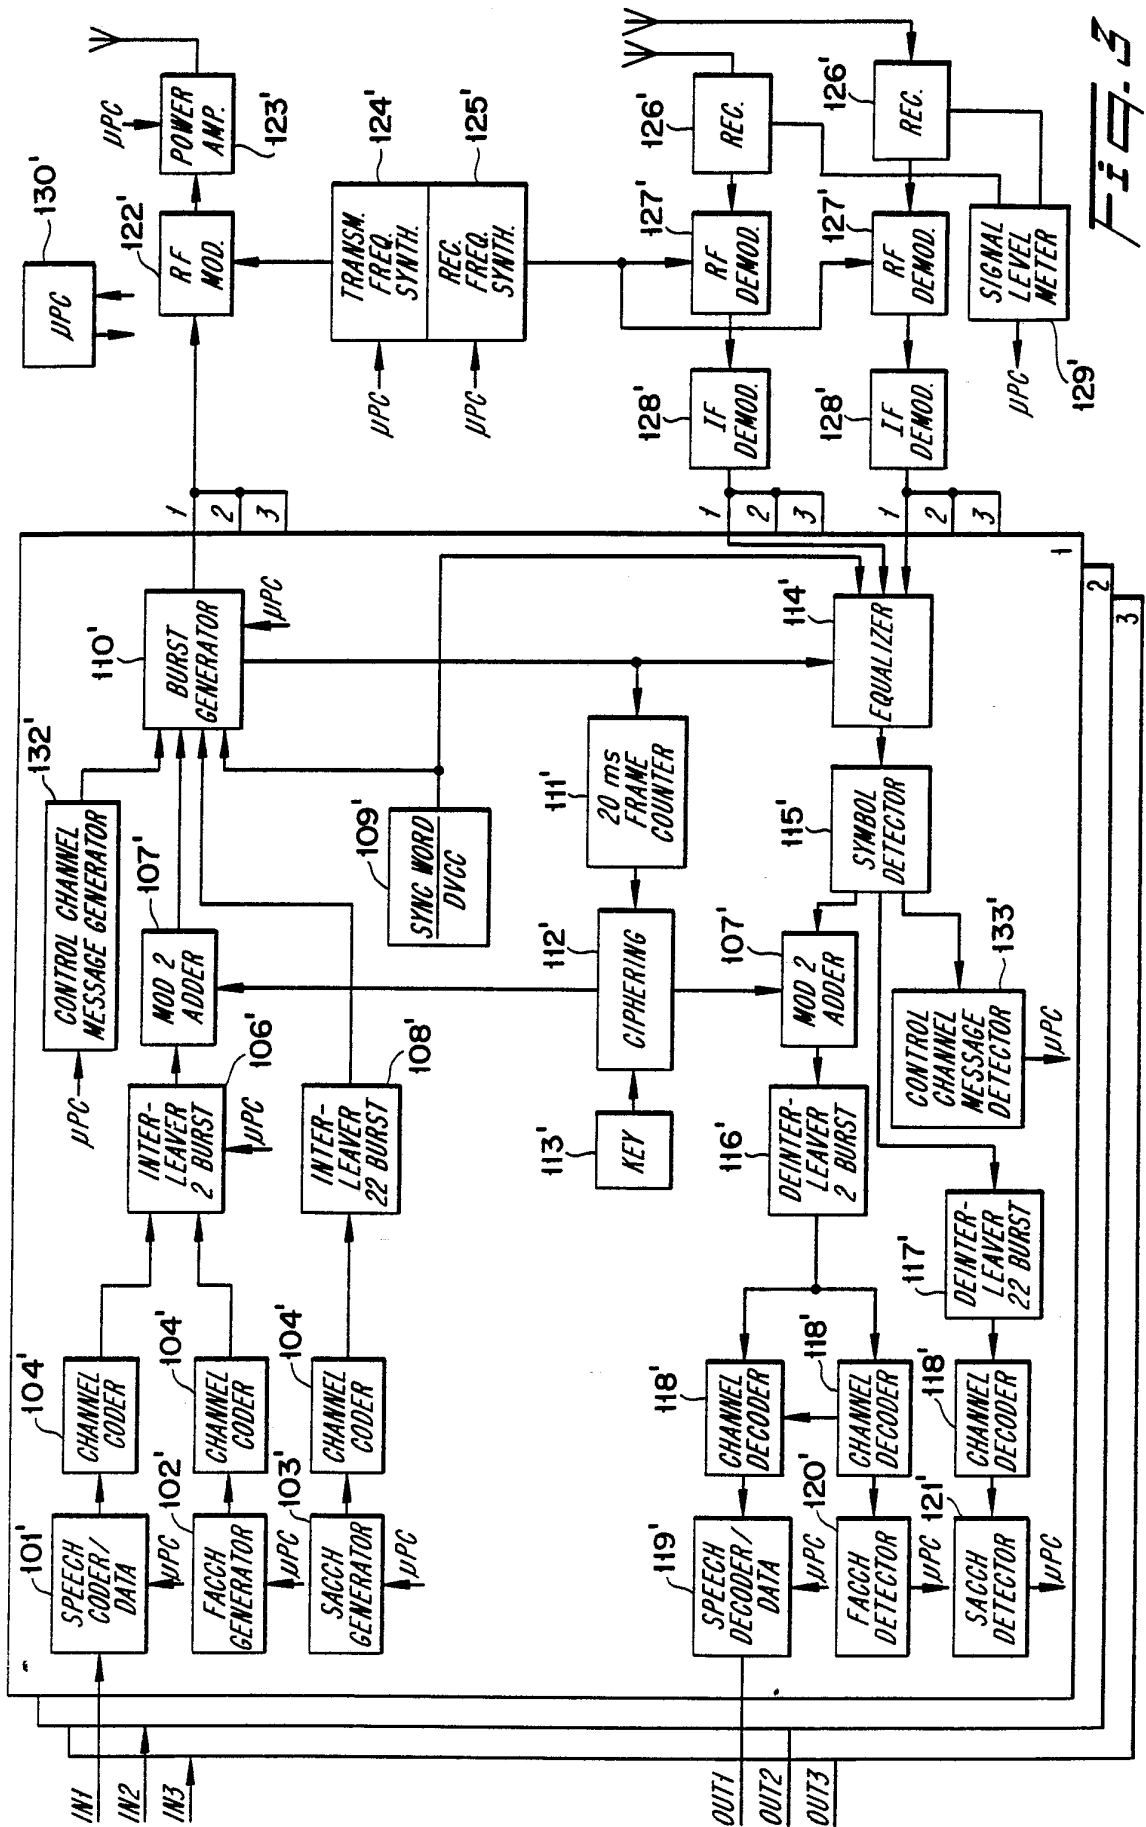 IN1
IN2
IN3
101'
SPEECH
CODER/
DATA
µPC
104'
CHANNEL
CODER
102'
FACCH
GENERATOR
µPC
104'
CHANNEL
CODER
103'
SACCH
GENERATOR
µPC
104'
CHANNEL
CODER
106'
INTER-
LEAVER
2 BURST
µPC
108'
INTER-
LEAVER
22 BURST
132'
CONTROL CHANNEL
MESSAGE GENERATOR
µPC
107'
MOD 2
ADDER
109'
SYNC WORD
DVCC
110'
BURST
GENERATOR
µPC
1
2
3
130'
µPC
122'
RF
MOD.
123'
POWER
AMP.
µPC
124'
TRANSM.
FREQ.
SYNTH.
µPC
125'
REC.
FREQ.
SYNTH.
µPC
111'
20 ms
FRAME
COUNTER
112'
CIPHERING
113'
KEY
114'
EQUALIZER
115'
SYMBOL
DETECTOR
107'
MOD 2
ADDER
133'
CONTROL
CHANNEL
MESSAGE
DETECTOR
µPC
116'
DEINTER-
LEAVER
2 BURST
117'
DEINTER-
LEAVER
22 BURST
118'
CHANNEL
DECODER
118'
CHANNEL
DECODER
118'
CHANNEL
DECODER
119'
SPEECH
DECODER/
DATA
µPC
120'
FACCH
DETECTOR
µPC
121'
SACCH
DETECTOR
µPC
OUT1
OUT2
OUT3
1
2
3
1
2
3
128'
IF
DEMOD.
127'
RF
DEMOD.
126'
REC.
128'
IF
DEMOD.
127'
RF
DEMOD.
126'
REC.
129'
SIGNAL
LEVEL
METER
µPC
1
2
3
Fig. 3